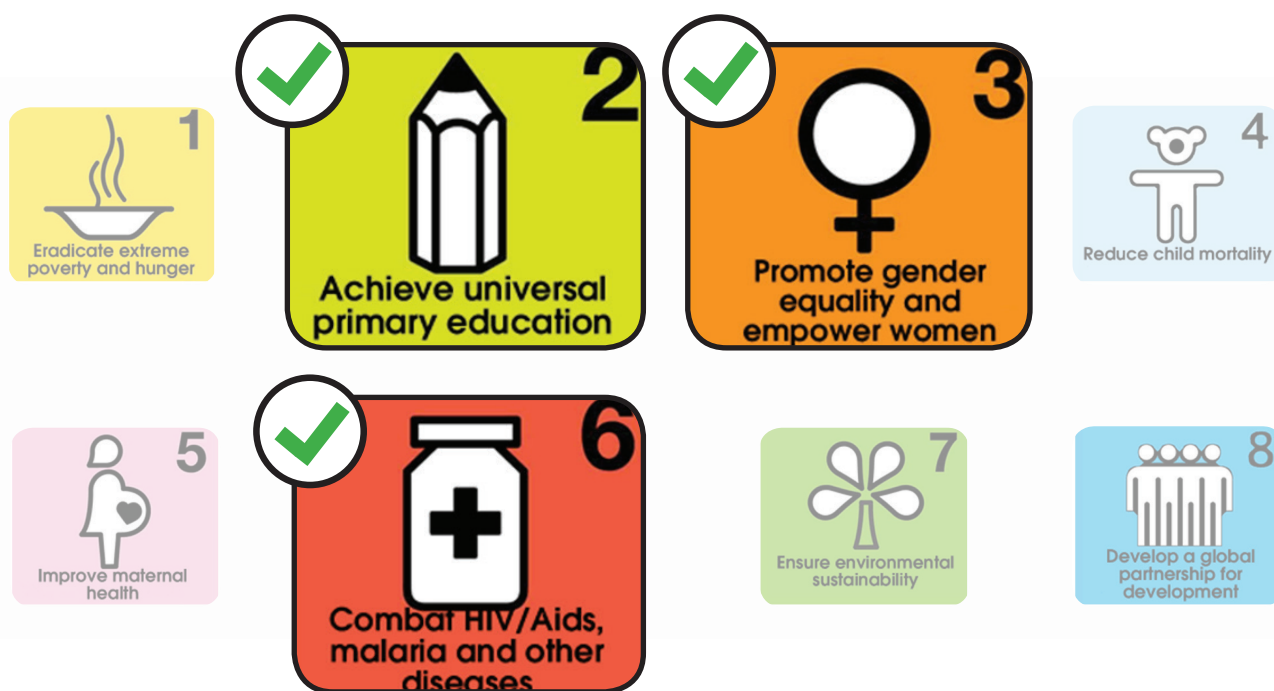 1
Eradicate extreme
poverty and hunger
2
Achieve universal
primary education
3
Promote gender
equality and
empower women
4
Reduce child mortality
5
Improve maternal
health
6
Combat HIV/Aids,
malaria and other
diseases
7
Ensure environmental
sustainability
8
Develop a global
partnership for
development